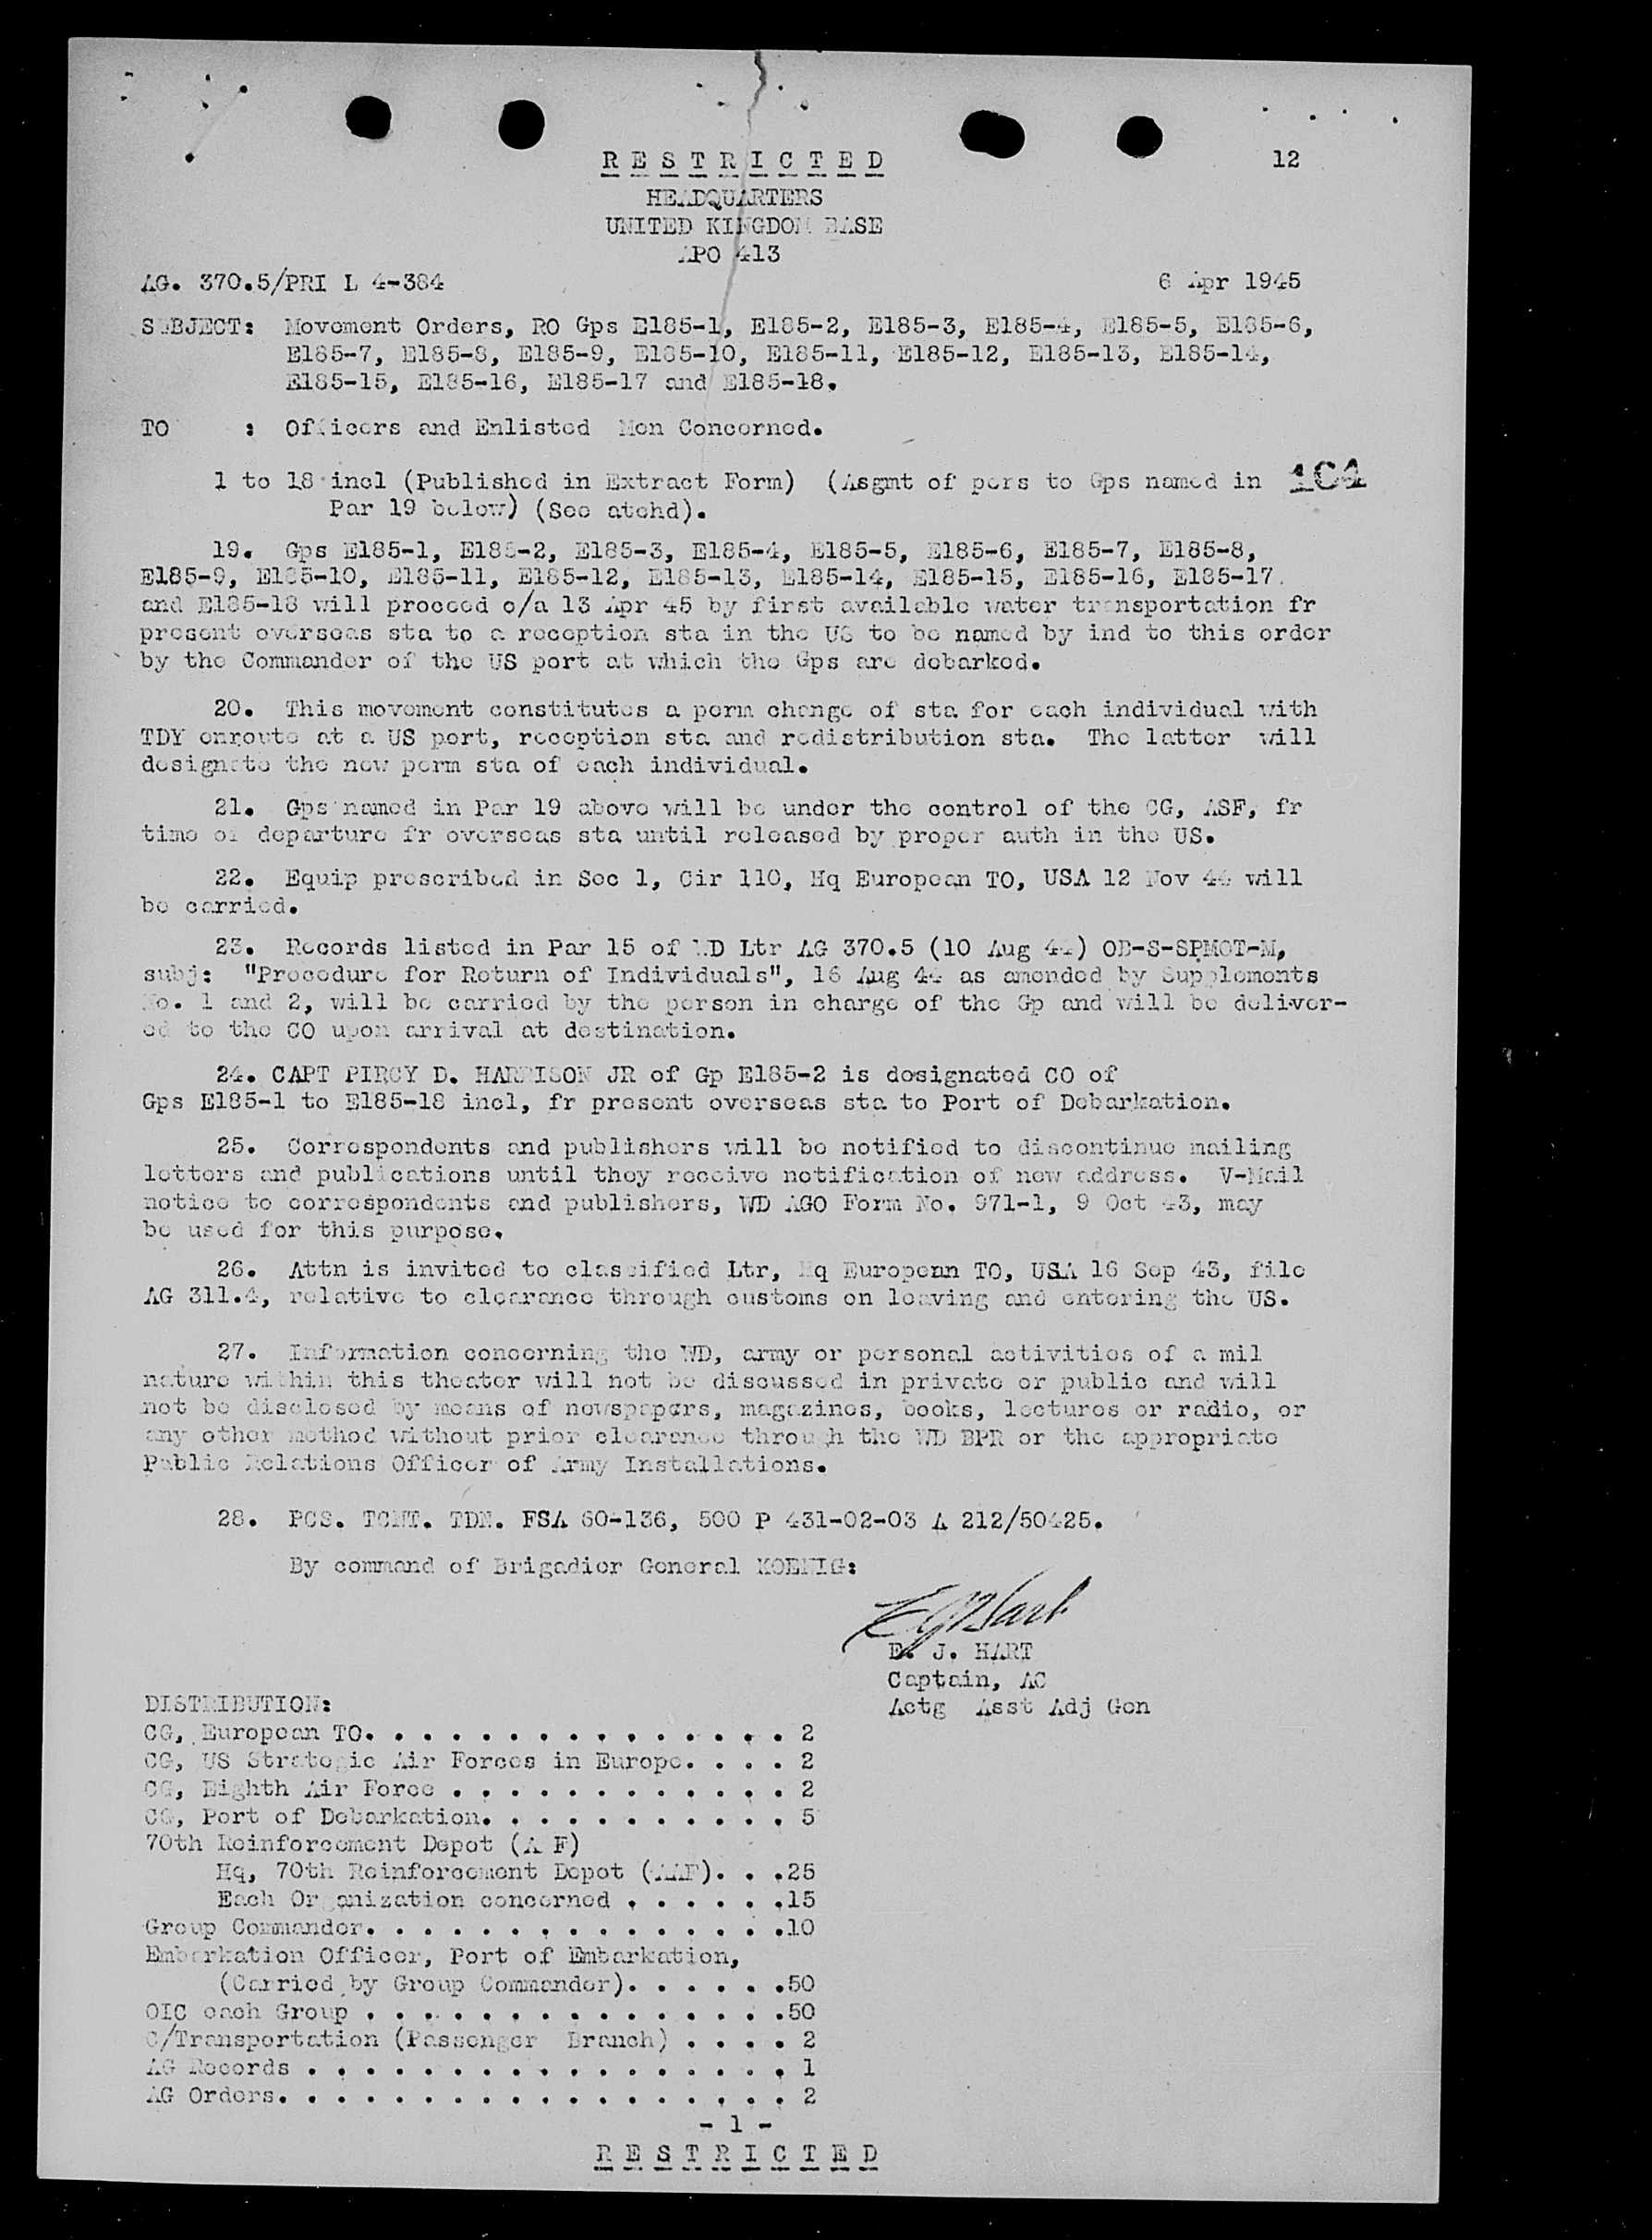 R E S T R I C T E D
12
HEADQUARTERS
UNITED KINGDOM BASE
APO 413
AG. 370.5/PRI L 4-384 6 Apr 1945
SUBJECT: Movement Orders, RO Gps E185-1, E185-2, E185-3, E185-4, E185-5, E185-6,
E185-7, E185-8, E185-9, E185-10, E185-11, E185-12, E185-13, E185-14,
E185-15, E185-16, E185-17 and E185-18.
TO : Officers and Enlisted Men Concerned.
1 to 18 incl (Published in Extract Form) (Asgmt of pers to Gps named in
Par 19 below) (See atchd).
19. Gps E185-1, E185-2, E185-3, E185-4, E185-5, E185-6, E185-7, E185-8,
E185-9, E185-10, E185-11, E185-12, E185-13, E185-14, E185-15, E185-16, E185-17
and E185-18 will proceed o/a 13 Apr 45 by first available water transportation fr
present overseas sta to a reception sta in the US to be named by ind to this order
by the Commander of the US port at which the Gps are debarked.
20. This movement constitutes a perm change of sta for each individual with
TDY enroute at a US port, reception sta and redistribution sta. The latter will
designate the new perm sta of each individual.
21. Gps named in Par 19 above will be under the control of the CG, ASF, fr
time of departure fr overseas sta until released by proper auth in the US.
22. Equip prescribed in Sec 1, Cir 110, Hq European TO, USA 12 Nov 44 will
be carried.
23. Records listed in Par 15 of WD Ltr AG 370.5 (10 Aug 44) OB-S-SPMOT-M,
subj: "Procedure for Return of Individuals", 16 Aug 44 as amended by Supplements
No. 1 and 2, will be carried by the person in charge of the Gp and will be deliver-
ed to the CO upon arrival at destination.
24. CAPT PIRCY D. HARRISON JR of Gp E185-2 is designated CO of
Gps E185-1 to E185-18 incl, fr present overseas sta to Port of Debarkation.
25. Correspondents and publishers will be notified to discontinue mailing
letters and publications until they receive notification of new address. V-Mail
notice to correspondents and publishers, WD AGO Form No. 971-1, 9 Oct 43, may
be used for this purpose.
26. Attn is invited to classified Ltr, Hq European TO, USA 16 Sep 43, file
AG 311.4, relative to clearance through customs on leaving and entering the US.
27. Information concerning the WD, army or personal activities of a mil
nature within this theater will not be discussed in private or public and will
not be disclosed by means of newspapers, magazines, books, lectures or radio, or
any other method without prior clearance through the WD BPR or the appropriate
Public Relations Officer of Army Installations.
28. PCS. TCNT. TDN. FSA 60-136, 500 P 431-02-03 A 212/50425.
By command of Brigadier General KOENIG:
E J Hart
E. J. HART
Captain, AC
Actg Asst Adj Gen
DISTRIBUTION:
CG, European TO. . . . . . . . . . . . . . . 2
CG, US Strategic Air Forces in Europe. . . . 2
CG, Eighth Air Force . . . . . . . . . . . . 2
CG, Port of Debarkation. . . . . . . . . . . 5
70th Reinforcement Depot (A F)
Hq, 70th Reinforcement Depot (AAF). . .25
Each Organization concerned . . . . . .15
Group Commander. . . . . . . . . . . . . . .10
Embarkation Officer, Port of Embarkation,
(Carried by Group Commander). . . . . .50
OIC each Group . . . . . . . . . . . . . . .50
C/Transportation (Passenger Branch) . . . . 2
AG Records . . . . . . . . . . . . . . . . . 1
AG Orders. . . . . . . . . . . . . . . . . . 2
- 1 -
R E S T R I C T E D